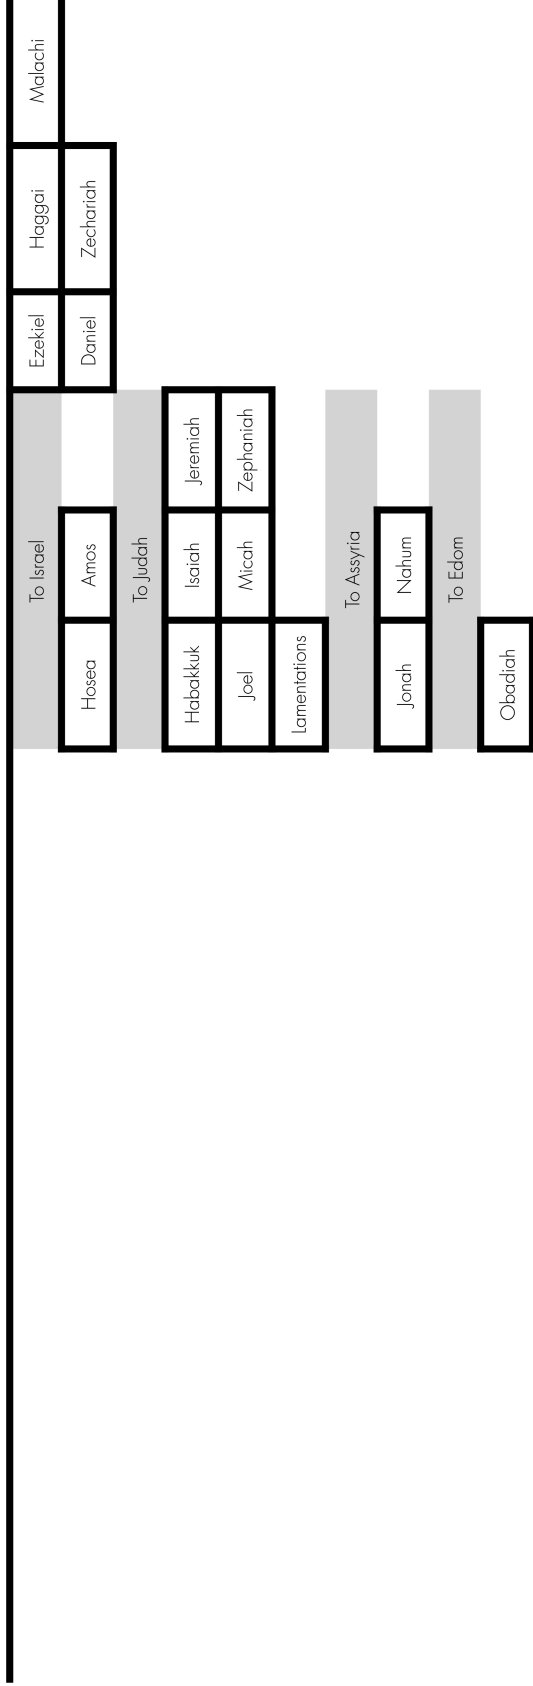 To Israel Ezekiel Haggai Malachi
Hosea Amos Daniel Zechariah
To Judah
Habakkuk Isaiah Jeremiah
Joel Micah Zephaniah
Lamentations
To Assyria
Jonah Nahum
To Edom
Obadiah